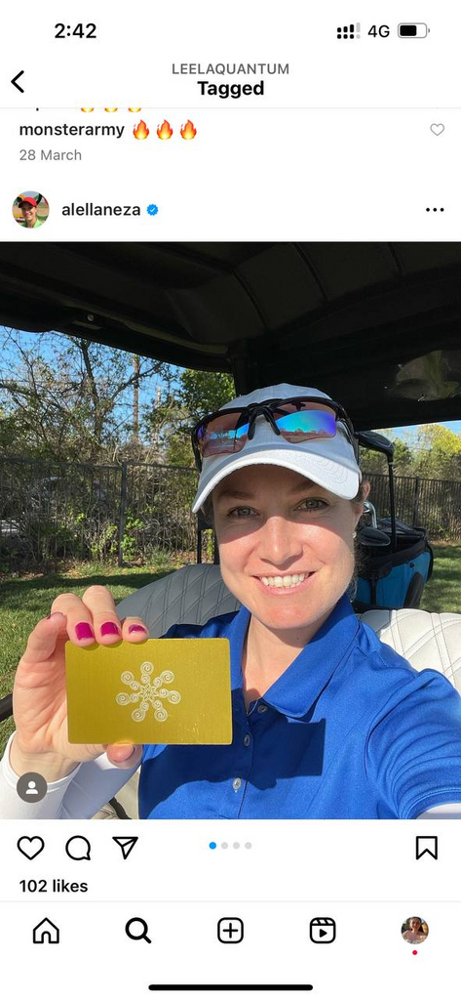 2:42
4G
LEELAQUANTUM
Tagged
monsterarmy 🔥🔥🔥
28 March
alellaneza
102 likes